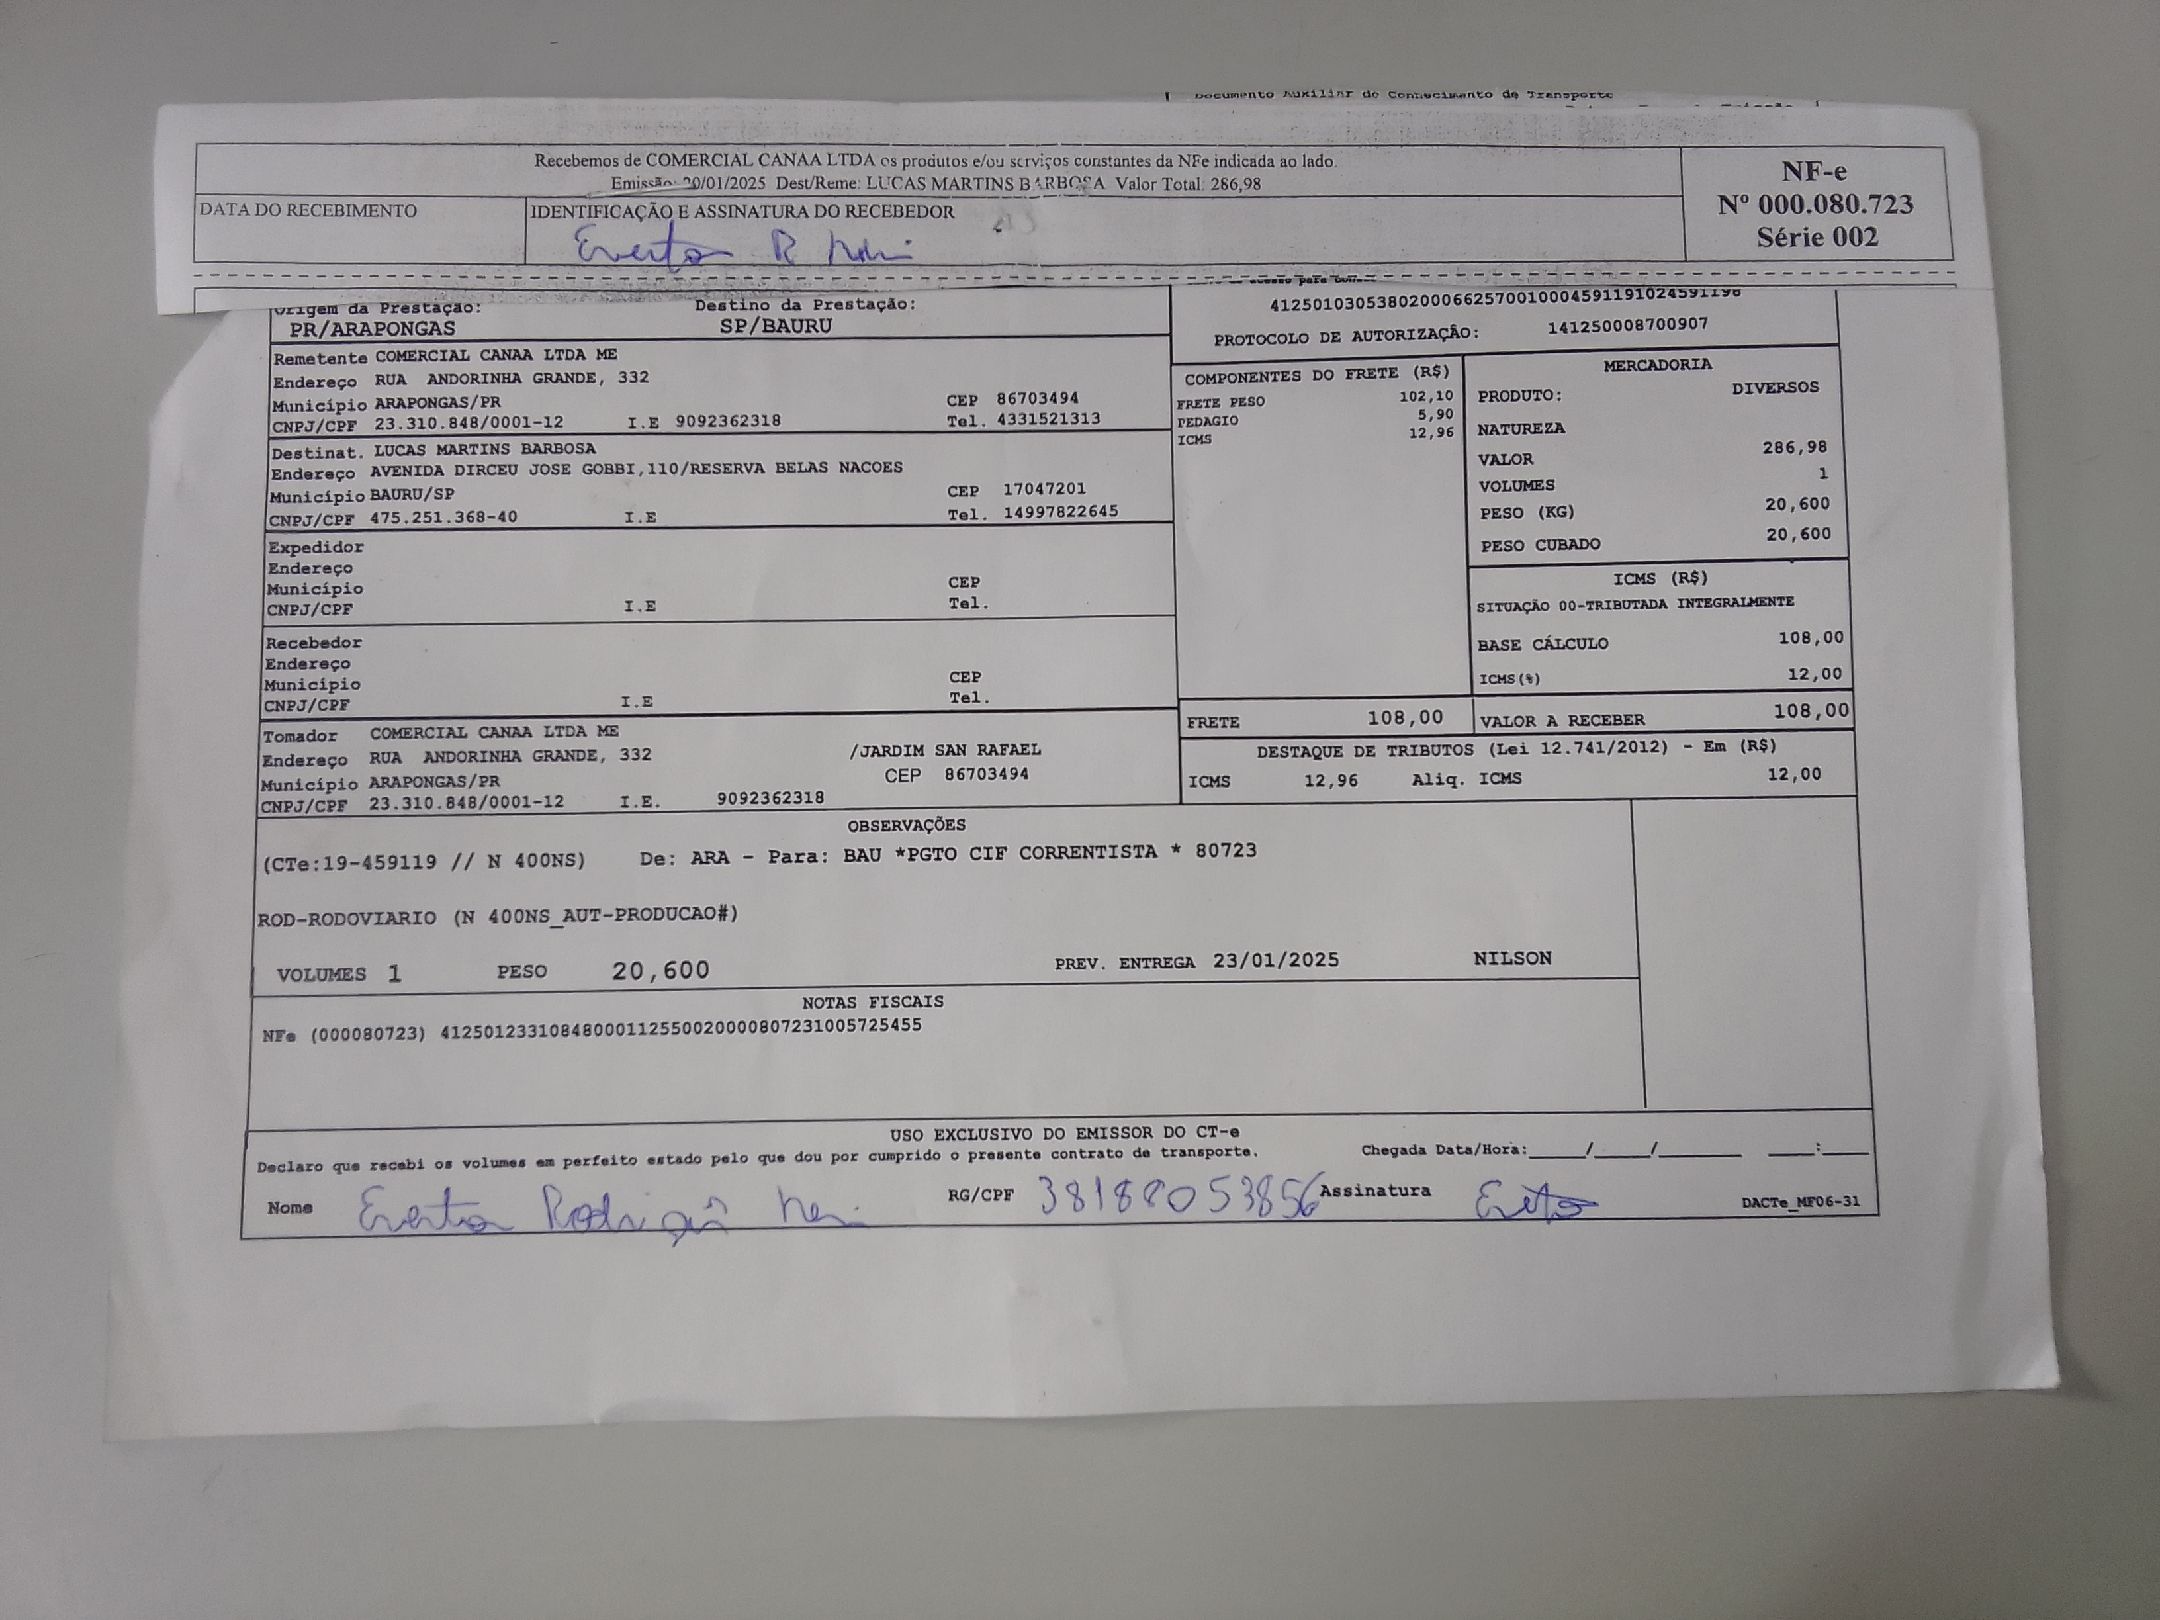 Documento Auxiliar do Conhecimento de Transporte
Recebemos de COMERCIAL CANAA LTDA os produtos e/ou serviços constantes da NFe indicada ao lado.
Emissão: 20/01/2025 Dest/Reme: LUCAS MARTINS BARBOSA Valor Total: 286,98
NF-e
Nº 000.080.723
Série 002
DATA DO RECEBIMENTO
IDENTIFICAÇÃO E ASSINATURA DO RECEBEDOR
Everton R
Origem da Prestação: Destino da Prestação:
PR/ARAPONGAS SP/BAURU
41250103053802000662570010004591191024591198
PROTOCOLO DE AUTORIZAÇÃO: 141250008700907
Remetente COMERCIAL CANAA LTDA ME
Endereço RUA ANDORINHA GRANDE, 332
Município ARAPONGAS/PR CEP 86703494
CNPJ/CPF 23.310.848/0001-12 I.E 9092362318 Tel. 4331521313
Destinat. LUCAS MARTINS BARBOSA
Endereço AVENIDA DIRCEU JOSE GOBBI,110/RESERVA BELAS NACOES
Município BAURU/SP CEP 17047201
CNPJ/CPF 475.251.368-40 I.E Tel. 14997822645
Expedidor
Endereço
Município CEP
CNPJ/CPF I.E Tel.
Recebedor
Endereço
Município CEP
CNPJ/CPF I.E Tel.
Tomador COMERCIAL CANAA LTDA ME
Endereço RUA ANDORINHA GRANDE, 332 /JARDIM SAN RAFAEL
Município ARAPONGAS/PR CEP 86703494
CNPJ/CPF 23.310.848/0001-12 I.E. 9092362318
COMPONENTES DO FRETE (R$)
FRETE PESO 102,10
PEDAGIO 5,90
ICMS 12,96
MERCADORIA
PRODUTO: DIVERSOS
NATUREZA
VALOR 286,98
VOLUMES 1
PESO (KG) 20,600
PESO CUBADO 20,600
ICMS (R$)
SITUAÇÃO 00-TRIBUTADA INTEGRALMENTE
BASE CÁLCULO 108,00
ICMS(%) 12,00
FRETE 108,00 VALOR A RECEBER 108,00
DESTAQUE DE TRIBUTOS (Lei 12.741/2012) - Em (R$)
ICMS 12,96 Aliq. ICMS 12,00
OBSERVAÇÕES
(CTe:19-459119 // N 400NS) De: ARA - Para: BAU *PGTO CIF CORRENTISTA * 80723
ROD-RODOVIARIO (N 400NS_AUT-PRODUCAO#)
VOLUMES 1 PESO 20,600 PREV. ENTREGA 23/01/2025 NILSON
NOTAS FISCAIS
NFe (000080723) 41250123310848000112550020000807231005725455
USO EXCLUSIVO DO EMISSOR DO CT-e
Declaro que recebi os volumes em perfeito estado pelo que dou por cumprido o presente contrato de transporte. Chegada Data/Hora:_____/_____/_______ ____:____
Nome Everton RG/CPF 38188053856 Assinatura DACTe_MF06-31